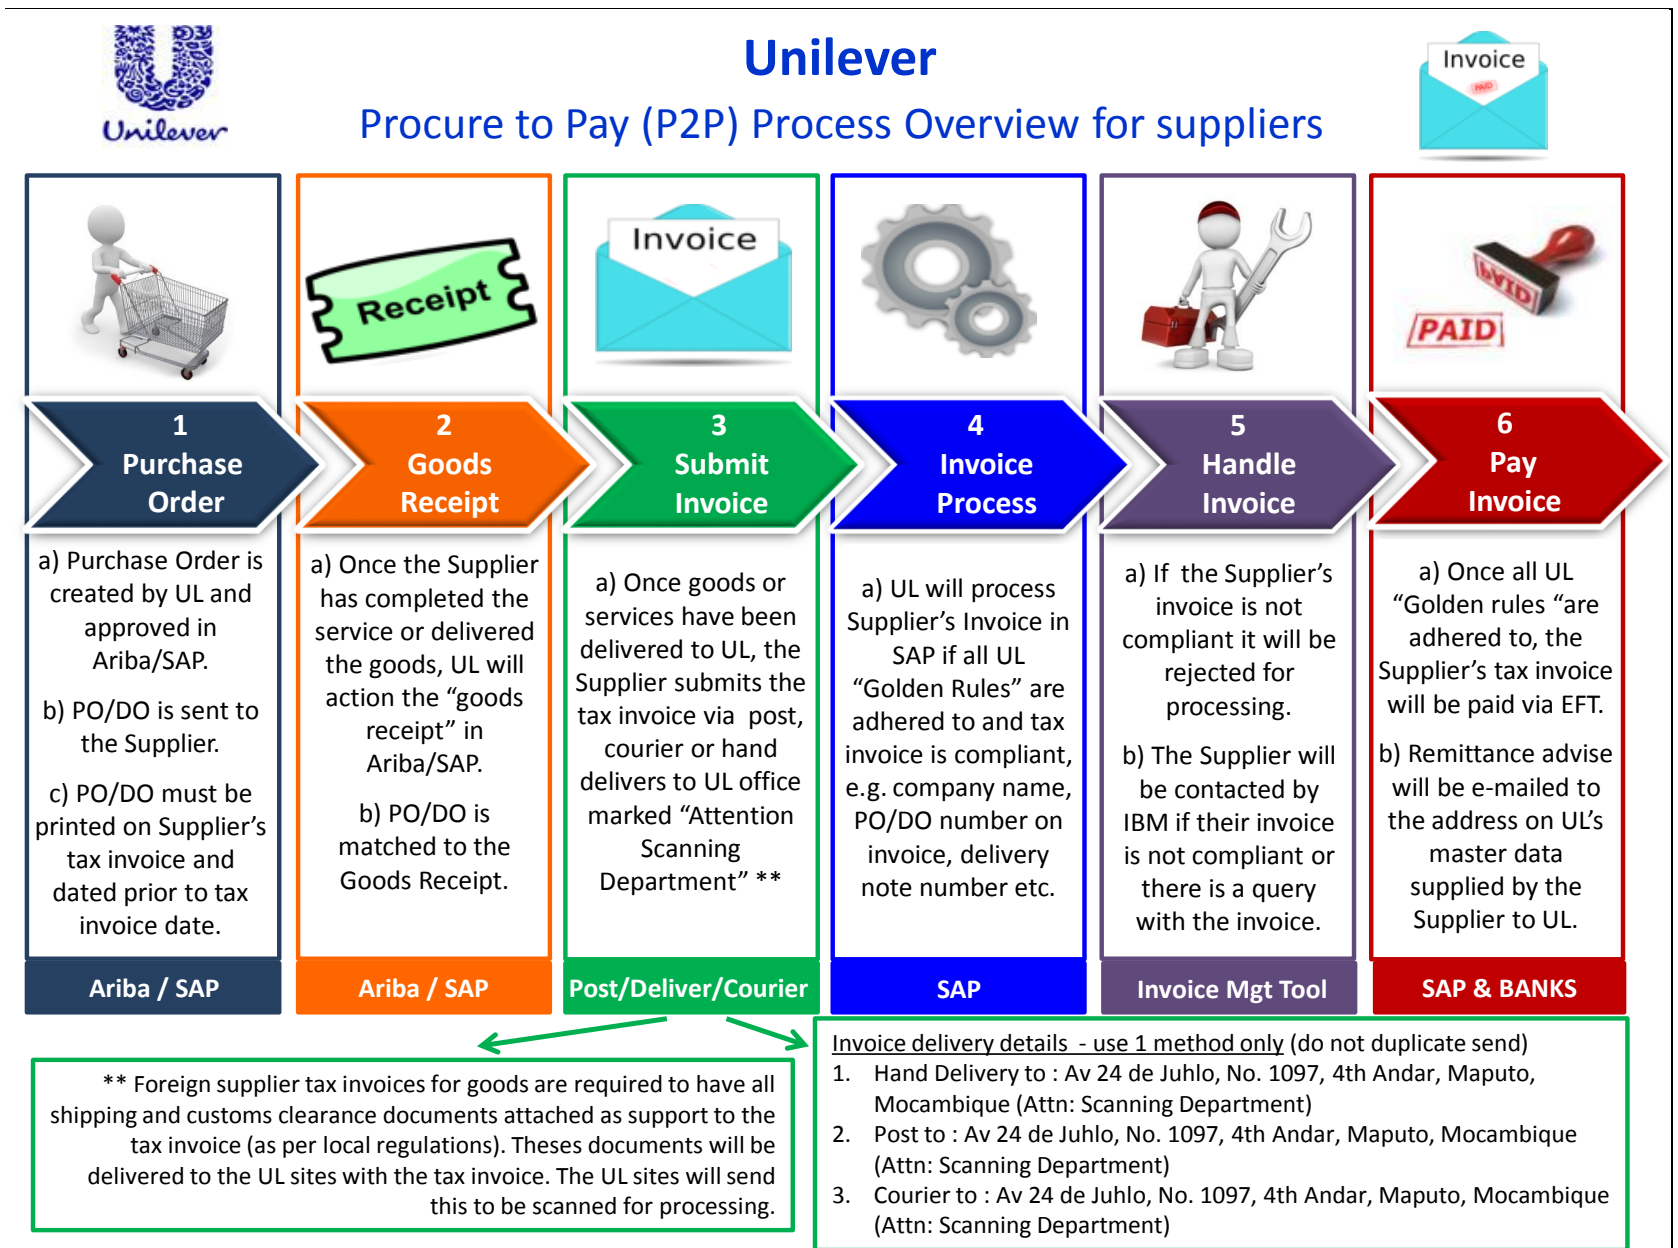 Unilever
Unilever
Procure to Pay (P2P) Process Overview for suppliers
Invoice
PAID
Receipt
Invoice
PAID
PAID
1
Purchase
Order
2
Goods
Receipt
3
Submit
Invoice
4
Invoice
Process
5
Handle
Invoice
6
Pay
Invoice
a) Purchase Order is
created by UL and
approved in
Ariba/SAP.
b) PO/DO is sent to
the Supplier.
c) PO/DO must be
printed on Supplier's
tax invoice and
dated prior to tax
invoice date.
a) Once the Supplier
has completed the
service or delivered
the goods, UL will
action the "goods
receipt" in
Ariba/SAP.
b) PO/DO is
matched to the
Goods Receipt.
a) Once goods or
services have been
delivered to UL, the
Supplier submits the
tax invoice via post,
courier or hand
delivers to UL office
marked "Attention
Scanning
Department" **
a) UL will process
Supplier's Invoice in
SAP if all UL
"Golden Rules" are
adhered to and tax
invoice is compliant,
e.g. company name,
PO/DO number on
invoice, delivery
note number etc.
a) If the Supplier's
invoice is not
compliant it will be
rejected for
processing.
b) The Supplier will
be contacted by
IBM if their invoice
is not compliant or
there is a query
with the invoice.
a) Once all UL
"Golden rules "are
adhered to, the
Supplier's tax invoice
will be paid via EFT.
b) Remittance advise
will be e-mailed to
the address on UL's
master data
supplied by the
Supplier to UL.
Ariba / SAP
Ariba / SAP
Post/Deliver/Courier
SAP
Invoice Mgt Tool
SAP & BANKS
** Foreign supplier tax invoices for goods are required to have all
shipping and customs clearance documents attached as support to the
tax invoice (as per local regulations). Theses documents will be
delivered to the UL sites with the tax invoice. The UL sites will send
this to be scanned for processing.
Invoice delivery details - use 1 method only (do not duplicate send)
1. Hand Delivery to : Av 24 de Juhlo, No. 1097, 4th Andar, Maputo,
Mocambique (Attn: Scanning Department)
2. Post to : Av 24 de Juhlo, No. 1097, 4th Andar, Maputo, Mocambique
(Attn: Scanning Department)
3. Courier to : Av 24 de Juhlo, No. 1097, 4th Andar, Maputo, Mocambique
(Attn: Scanning Department)